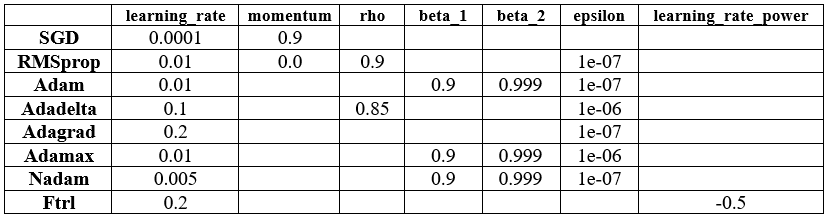 learning_rate momentum rho beta_1 beta_2 epsilon learning_rate_power
SGD 0.0001 0.9
RMSprop 0.01 0.0 0.9 1e-07
Adam 0.01 0.9 0.999 1e-07
Adadelta 0.1 0.85 1e-06
Adagrad 0.2 1e-07
Adamax 0.01 0.9 0.999 1e-06
Nadam 0.005 0.9 0.999 1e-07
Ftrl 0.2 -0.5